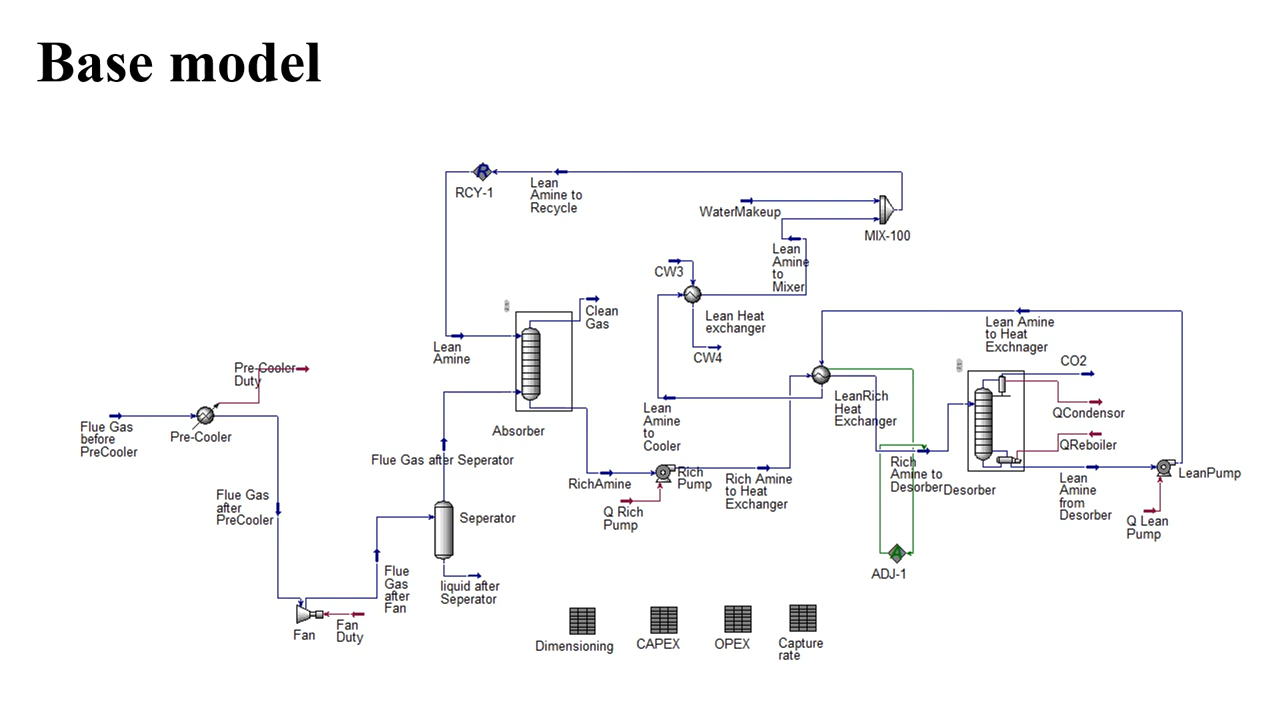 Base model
RCY-1
Lean
Amine to
Recycle
WaterMakeup
MIX-100
Lean
Amine
to
Mixer
CW3
Lean Heat
exchanger
CW4
Clean
Gas
Lean
Amine
Lean Amine
to Heat
Exchnager
CO2
Pre-Cooler
Duty
Flue Gas
before
PreCooler
Pre-Cooler
Absorber
Lean
Amine
to
Cooler
LeanRich
Heat
Exchanger
QCondensor
QReboiler
Flue Gas after Seperator
RichAmine
Rich
Pump
Rich Amine
to Heat
Exchanger
Rich
Amine to
Desorber
Desorber
Lean
Amine
from
Desorber
LeanPump
Q Rich
Pump
Q Lean
Pump
Flue Gas
after
PreCooler
Seperator
Flue
Gas
after
Fan
liquid after
Seperator
A
ADJ-1
Fan
Fan
Duty
Dimensioning
CAPEX
OPEX
Capture
rate
R